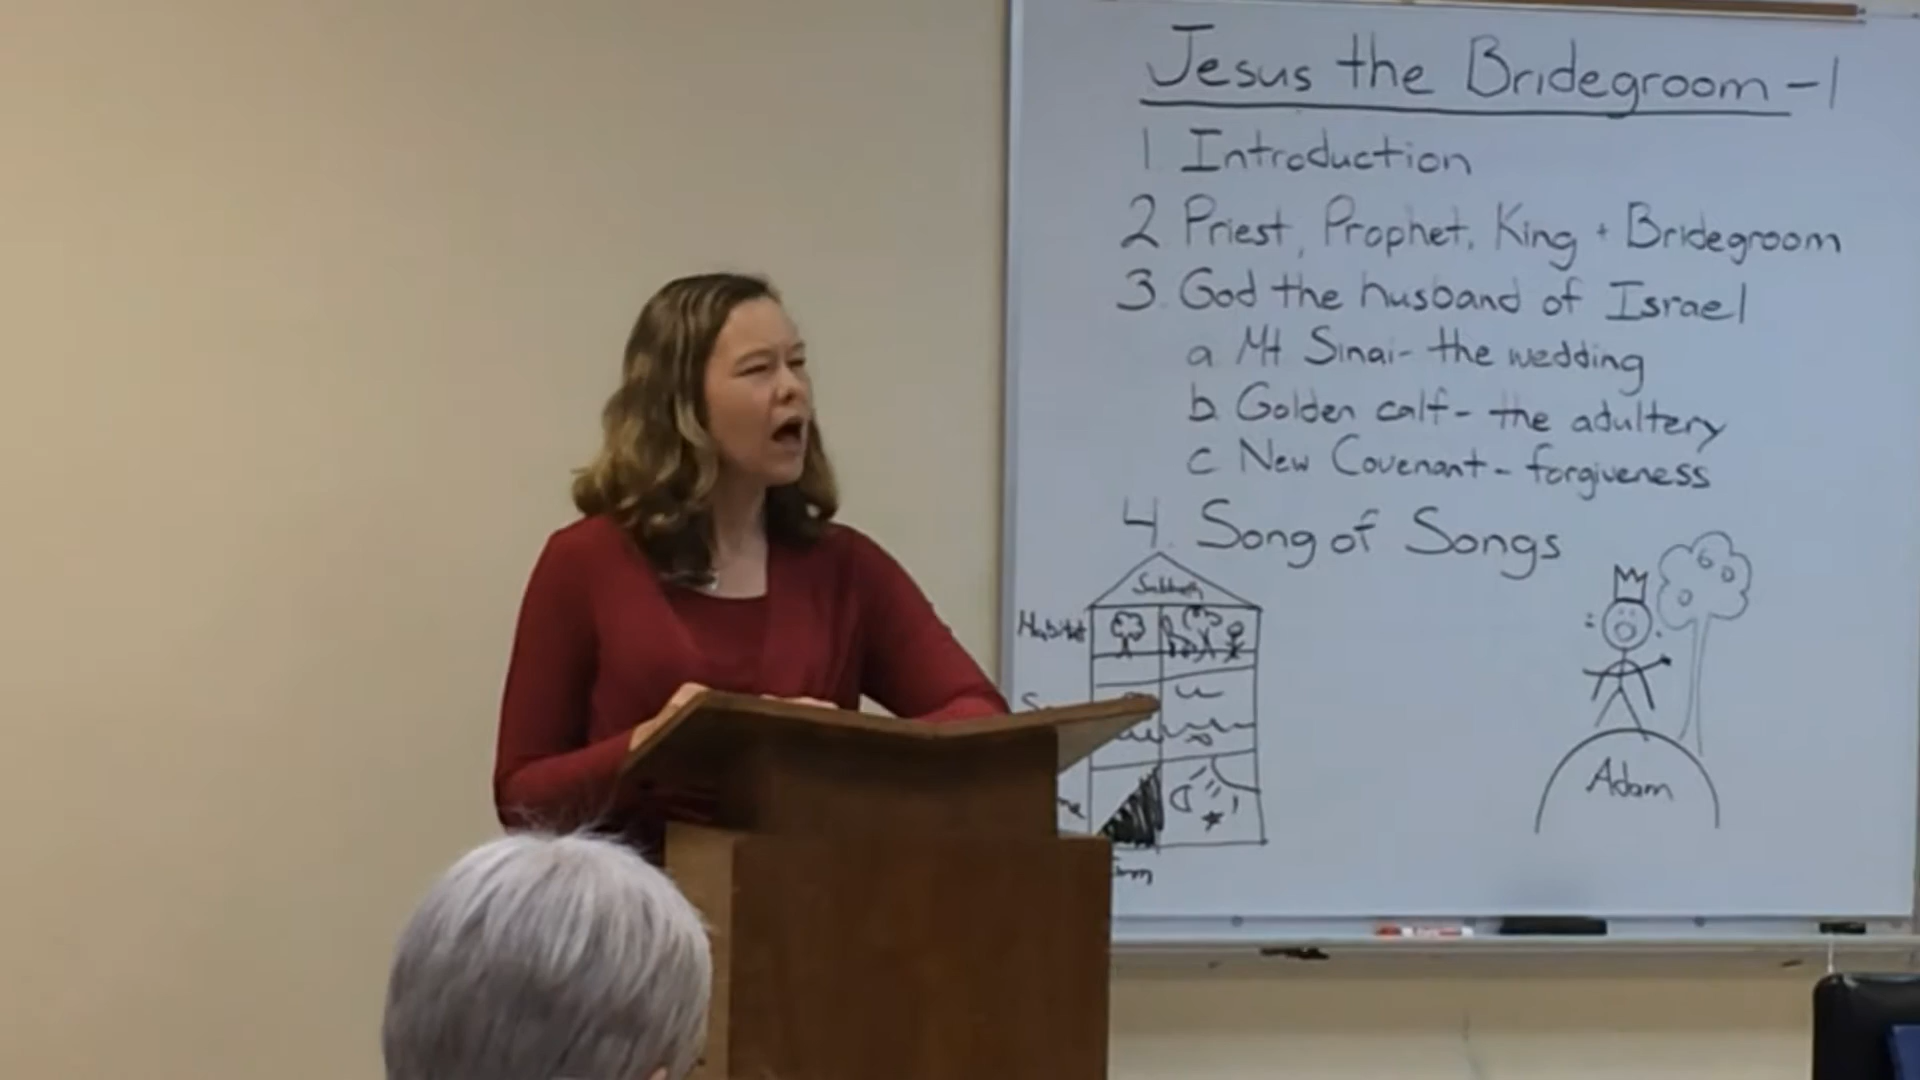 Jesus the Bridegroom - 1
1 Introduction
2 Priest, Prophet, King + Bridegroom
3. God the husband of Israel
a. Mt Sinai - the wedding
b. Golden calf - the adultery
c New Covenant - forgiveness
4. Song of Songs
Sabbath
Habitat
Adam